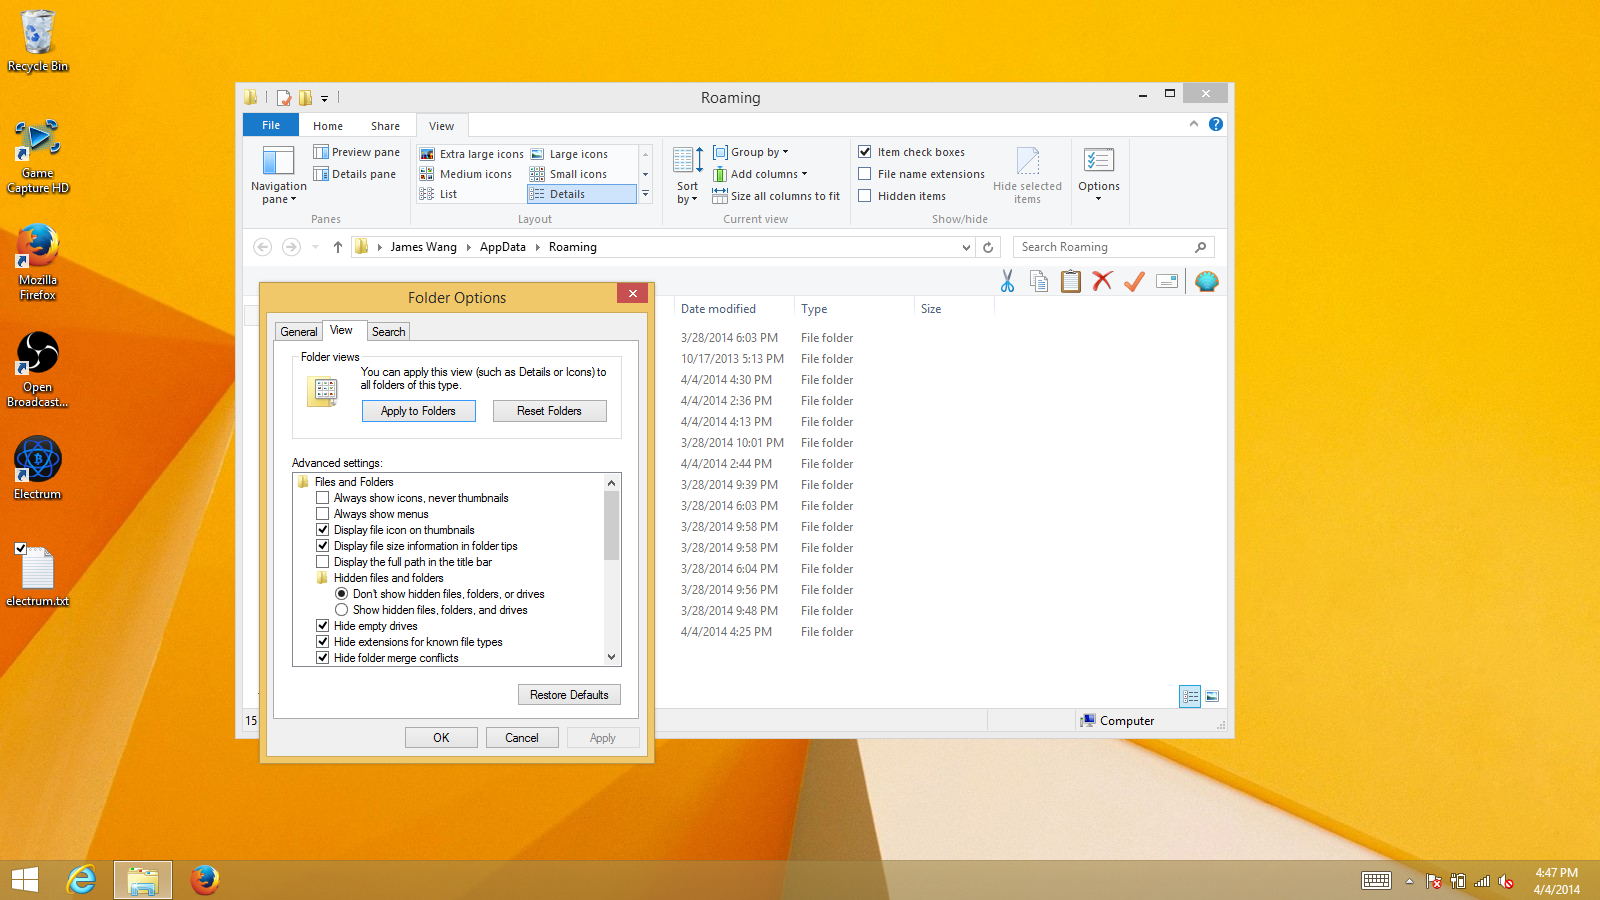 Recycle Bin
Game
Capture HD
Mozilla
Firefox
Open
Broadcast...
Electrum
electrum.txt
Roaming
File
Home
Share
View
Navigation
pane
Preview pane
Details pane
Panes
Extra large icons
Large icons
Medium icons
Small icons
List
Details
Layout
Sort
by
Group by
Add columns
Size all columns to fit
Current view
Item check boxes
File name extensions
Hidden items
Hide selected
items
Show/hide
Options
James Wang
AppData
Roaming
Search Roaming
Date modified
Type
Size
3/28/2014 6:03 PM File folder
10/17/2013 5:13 PM File folder
4/4/2014 4:30 PM File folder
4/4/2014 2:36 PM File folder
4/4/2014 4:13 PM File folder
3/28/2014 10:01 PM File folder
4/4/2014 2:44 PM File folder
3/28/2014 9:39 PM File folder
3/28/2014 6:03 PM File folder
3/28/2014 9:58 PM File folder
3/28/2014 9:58 PM File folder
3/28/2014 6:04 PM File folder
3/28/2014 9:56 PM File folder
3/28/2014 9:48 PM File folder
4/4/2014 4:25 PM File folder
15
Computer
Folder Options
General
View
Search
Folder views
You can apply this view (such as Details or Icons) to
all folders of this type.
Apply to Folders
Reset Folders
Advanced settings:
Files and Folders
Always show icons, never thumbnails
Always show menus
Display file icon on thumbnails
Display file size information in folder tips
Display the full path in the title bar
Hidden files and folders
Don't show hidden files, folders, or drives
Show hidden files, folders, and drives
Hide empty drives
Hide extensions for known file types
Hide folder merge conflicts
Restore Defaults
OK
Cancel
Apply
4:47 PM
4/4/2014